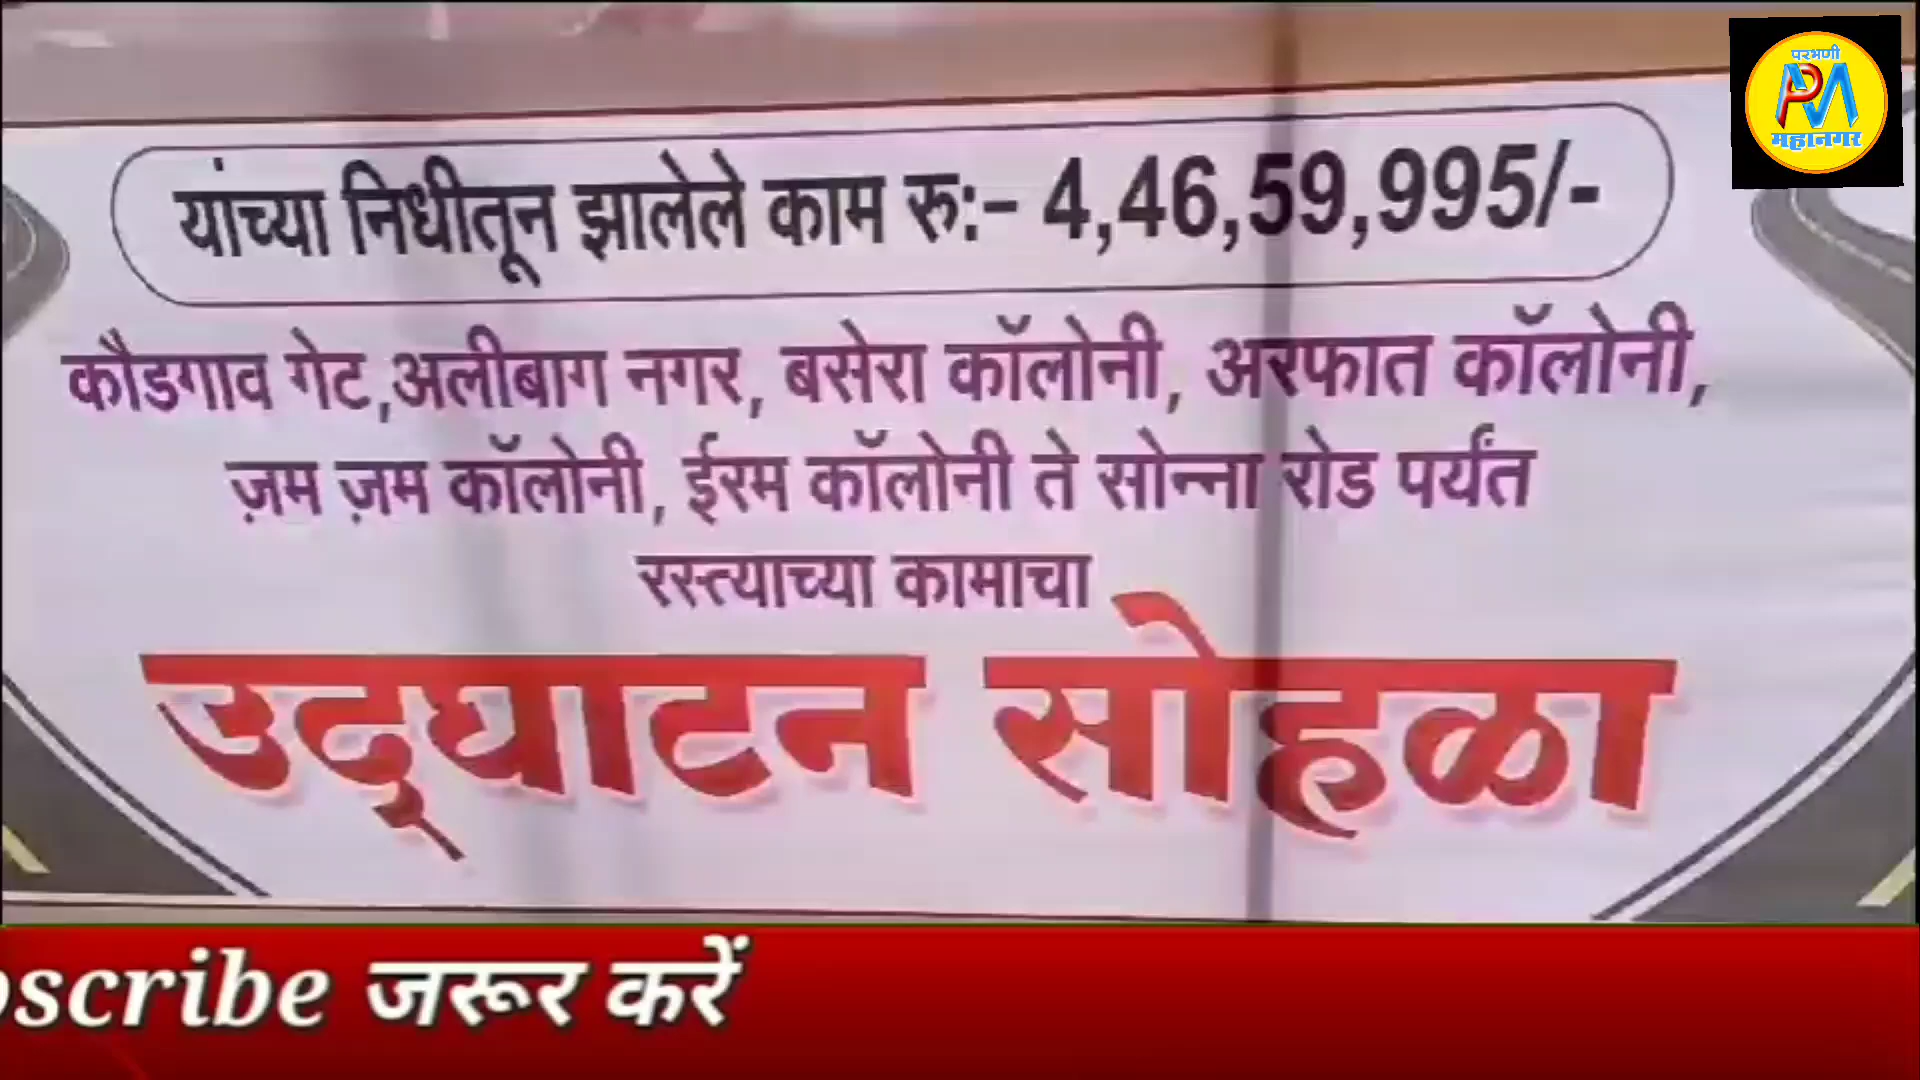 परभणी
PM
महानगर
यांच्या निधीतून झालेले काम रु:- 4,46,59,995/-
कौडगाव गेट,अलीबाग नगर, बसेरा कॉलोनी, अरफात कॉलोनी,
ज़म ज़म कॉलोनी, ईरम कॉलोनी ते सोन्ना रोड पर्यंत
रस्त्याच्या कामाचा
उद्‌घाटन सोहळा
scribe जरूर करें